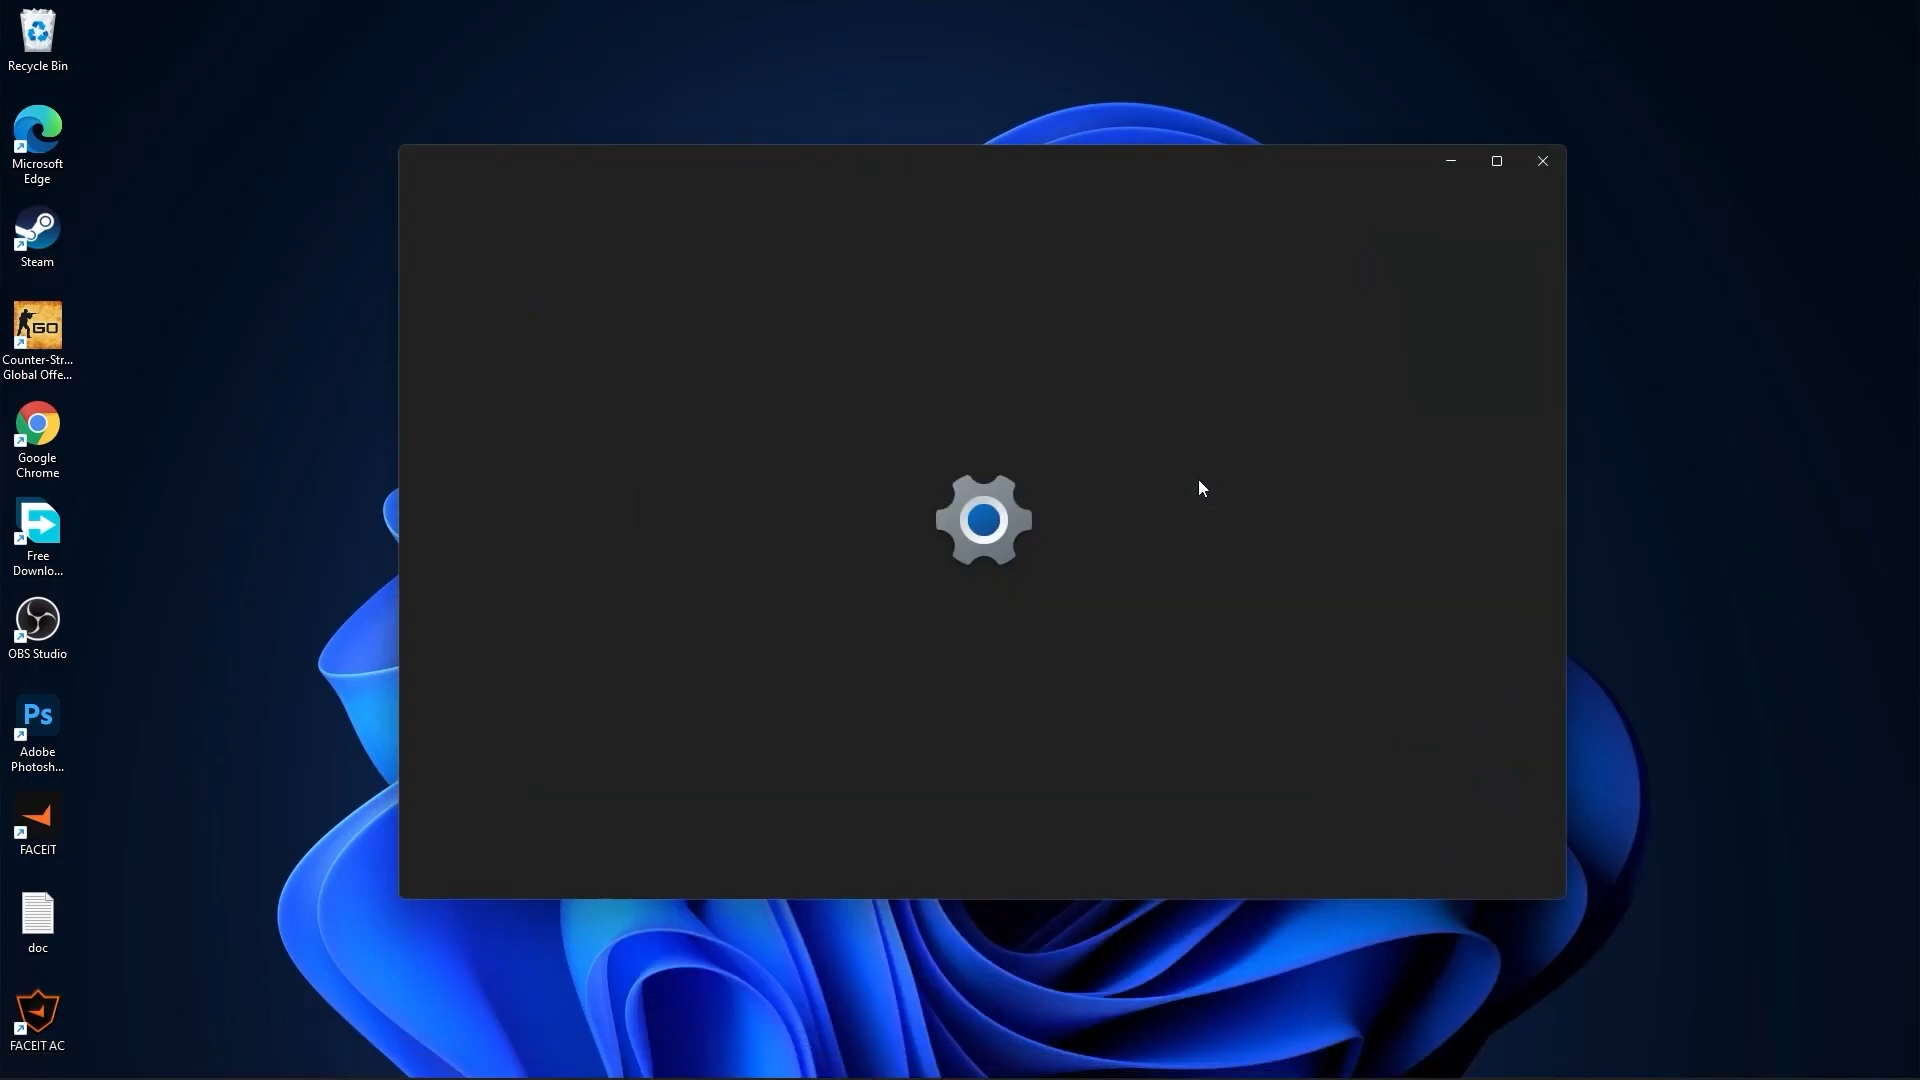 Recycle Bin
Microsoft
Edge
Steam
GO
Counter-Str...
Global Offe...
Google
Chrome
Free
Downlo...
OBS Studio
Ps
Adobe
Photosh...
FACEIT
doc
FACEIT AC